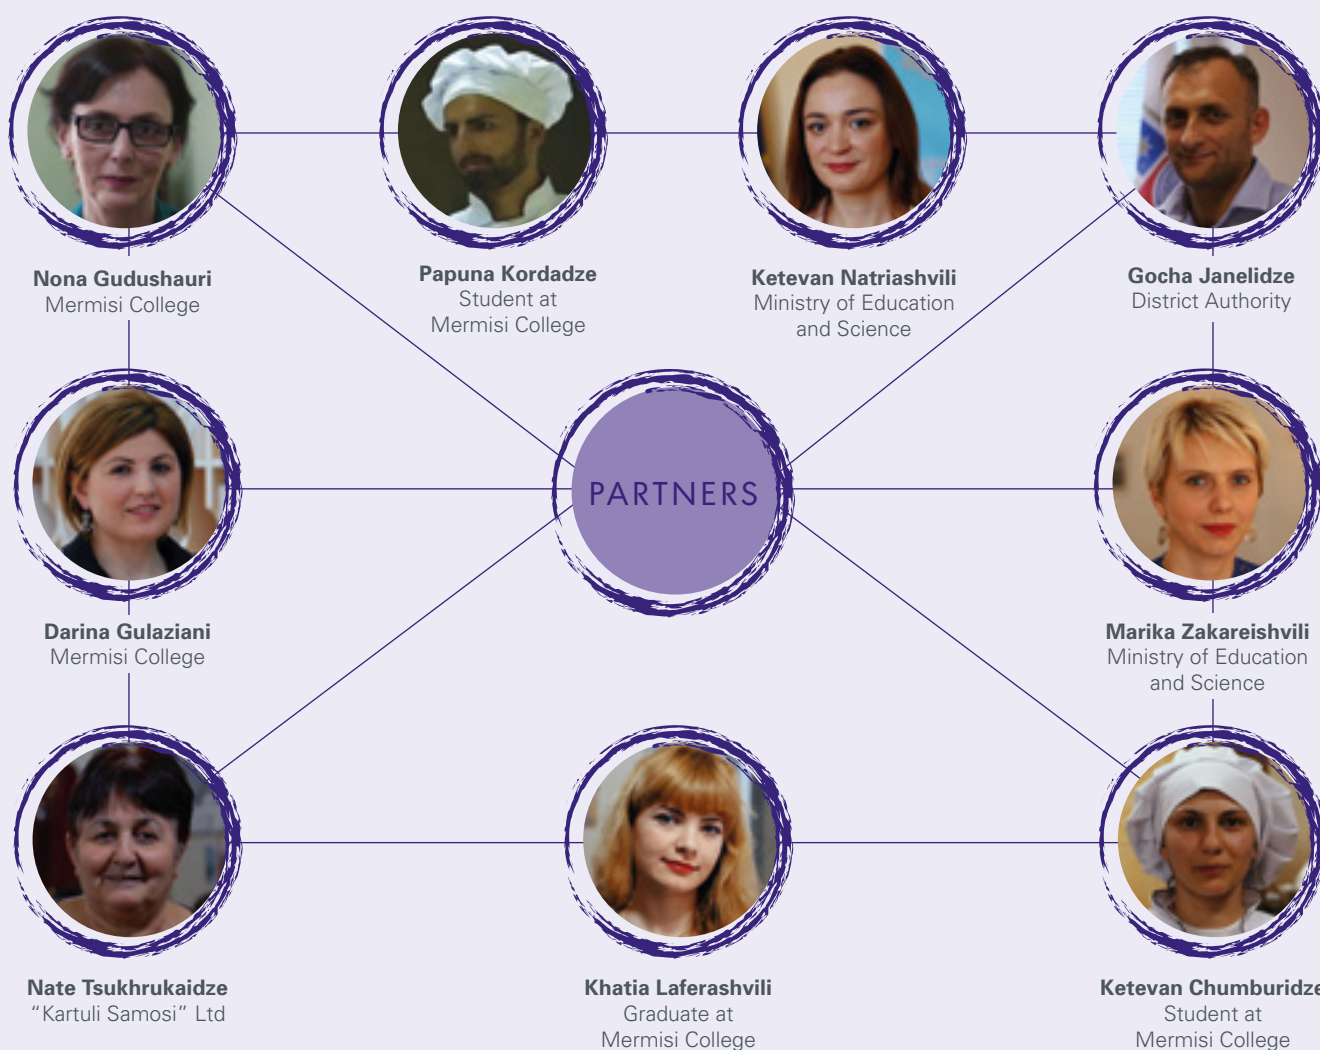 Nona Gudushauri
Mermisi College
Papuna Kordadze
Student at
Mermisi College
Ketevan Natriashvili
Ministry of Education
and Science
Gocha Janelidze
District Authority
PARTNERS
Darina Gulaziani
Mermisi College
Marika Zakareishvili
Ministry of Education
and Science
Nate Tsukhrukaidze
“Kartuli Samosi” Ltd
Khatia Laferashvili
Graduate at
Mermisi College
Ketevan Chumburidze
Student at
Mermisi College